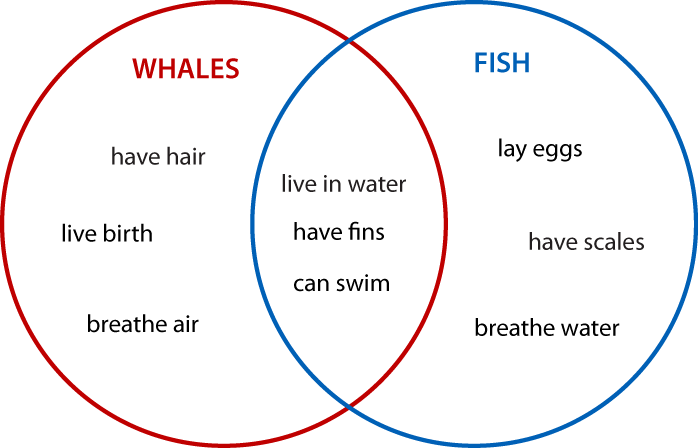 WHALES
have hair
live birth
breathe air
live in water
have fins
can swim
FISH
lay eggs
have scales
breathe water